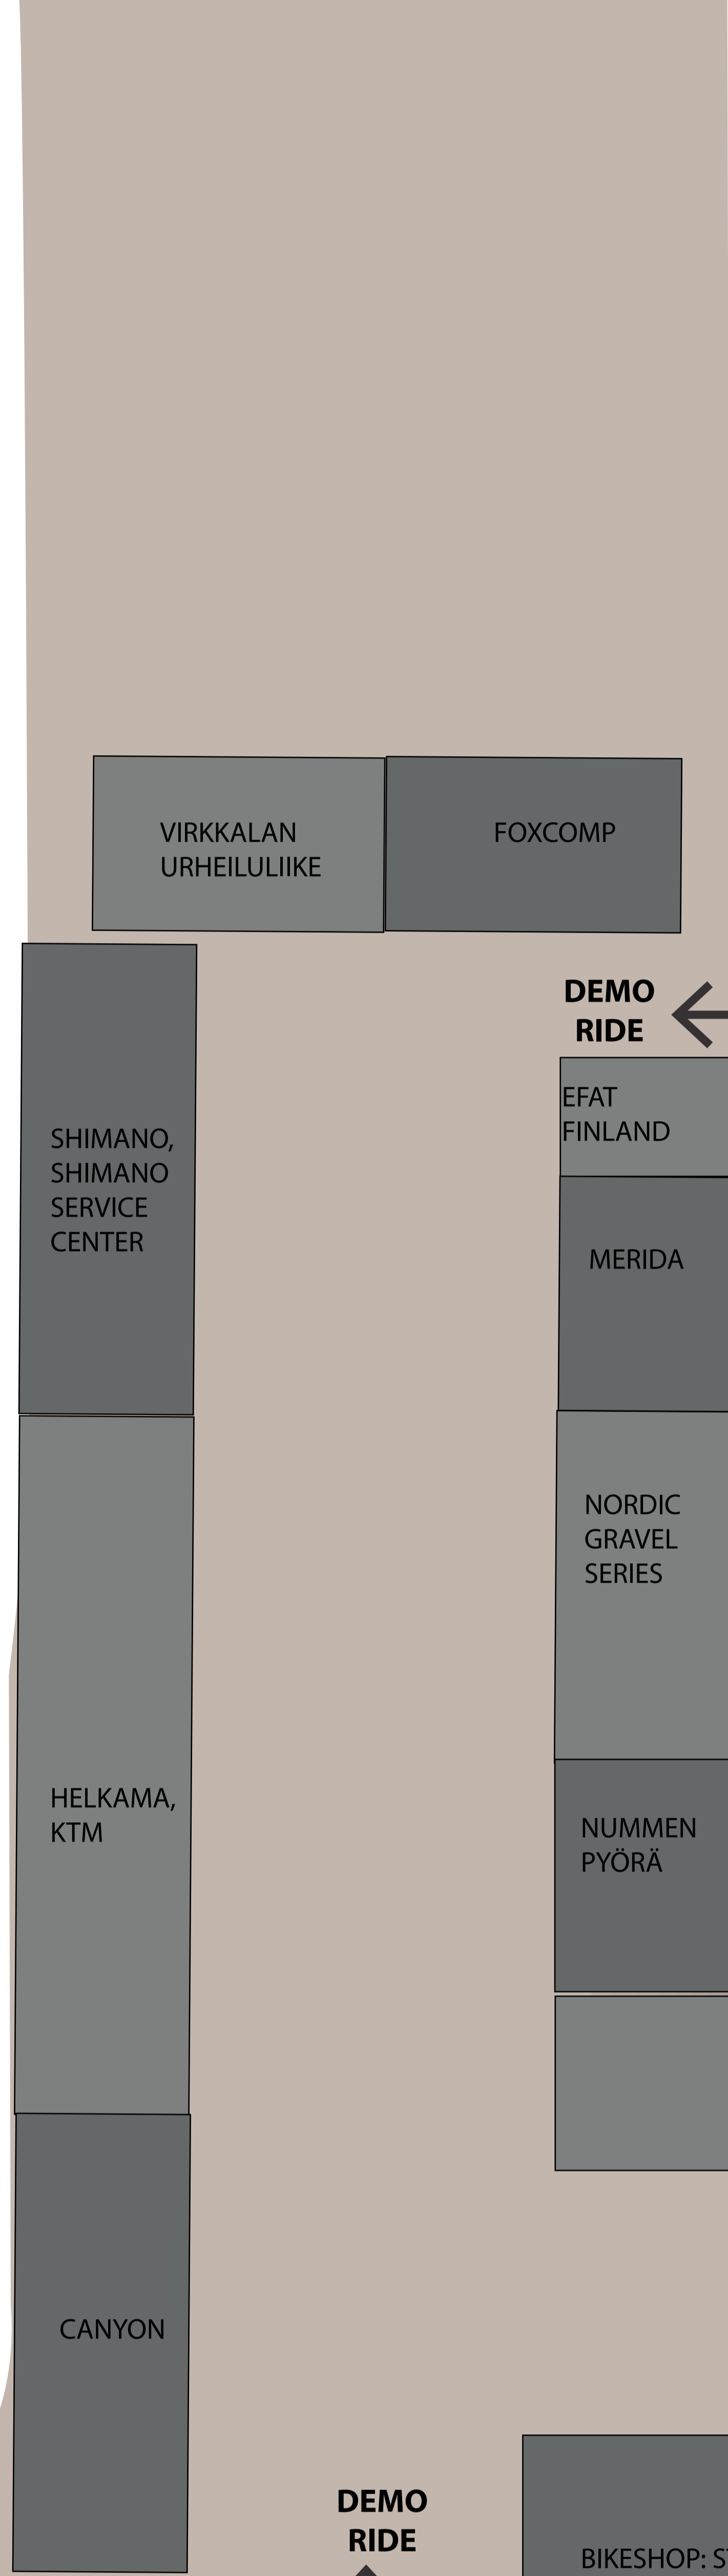 VIRKKALAN
URHEILULIIKE
FOXCOMP
DEMO
RIDE
EFAT
FINLAND
SHIMANO,
SHIMANO
SERVICE
CENTER
MERIDA
NORDIC
GRAVEL
SERIES
HELKAMA,
KTM
NUMMEN
PYÖRÄ
CANYON
DEMO
RIDE
BIKESHOP: